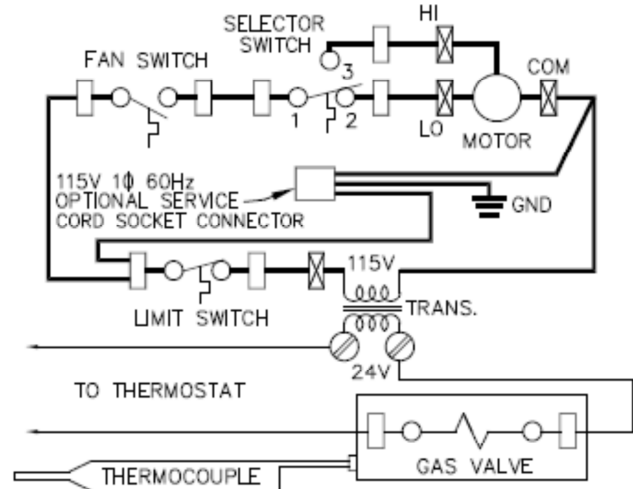 SELECTOR
SWITCH
HI
FAN SWITCH
3
COM
1
2
LO
MOTOR
115V 1ϕ 60Hz
OPTIONAL SERVICE
CORD SOCKET CONNECTOR
GND
115V
LIMIT SWITCH
TRANS.
24V
TO THERMOSTAT
GAS VALVE
THERMOCOUPLE